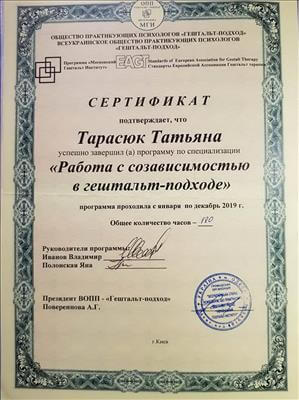 ОПП
МГИ
ОБЩЕСТВО ПРАКТИКУЮЩИХ ПСИХОЛОГОВ «ГЕШТАЛЬТ-ПОДХОД»
ВСЕУКРАИНСКОЕ ОБЩЕСТВО ПРАКТИКУЮЩИХ ПСИХОЛОГОВ
«ГЕШТАЛЬТ-ПОДХОД»
Программа «Московский
Гештальт Институт»
EAGT
Standards of European Association for Gestalt Therapy
Стандарты Европейской Ассоциации Гештальт терапии
СЕРТИФИКАТ
подтверждает, что
Тарасюк Татьяна
успешно завершил (а) программу по специализации
«Работа с созависимостью
в гештальт-подходе»
программа проходила с января по декабрь 2019 г.
Общее количество часов – 180
Руководители программы:
Иванов Владимир
Полонская Яна
Президент ВОПП - «Гештальт-подход»
Повереннова А.Г.
г.Киев